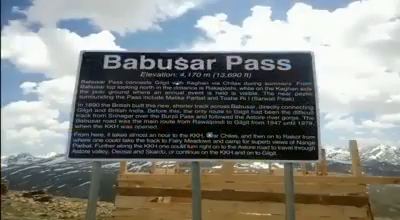 Babusar Pass
Elevation: 4,170 m (13,690 ft)
Babusar Pass connects Gilgit with Kaghan via Chilas during summers. From
Babusar top looking north in the distance is Rakaposhi, while on the Kaghan side
the polo ground where an annual event is held is visible. The near peaks
surrounding the Pass include Malika Parbat and Toshe Ri I (Sarwali Peak).
In 1890 the British built this new, shorter track across Babusar, directly connecting
Gilgit and British India. Before this, the only route to Gilgit had been the difficult
track from Srinagar over the Burzil Pass and followed the Astore river gorge. The
Babusar road was the main route from Rawalpindi to Gilgit from 1947 until 1978,
when the KKH was opened.
From here, it takes almost an hour to the KKH, Chilas, and then on to Raikot from
where one could take the track to Fairy Meadows and camp for superb views of Nanga
Parbat. Further along the KKH one could turn right on to the Astore road to travel through
Astore valley, Deosai and Skardu, or continue on the KKH and on to Gilgit.